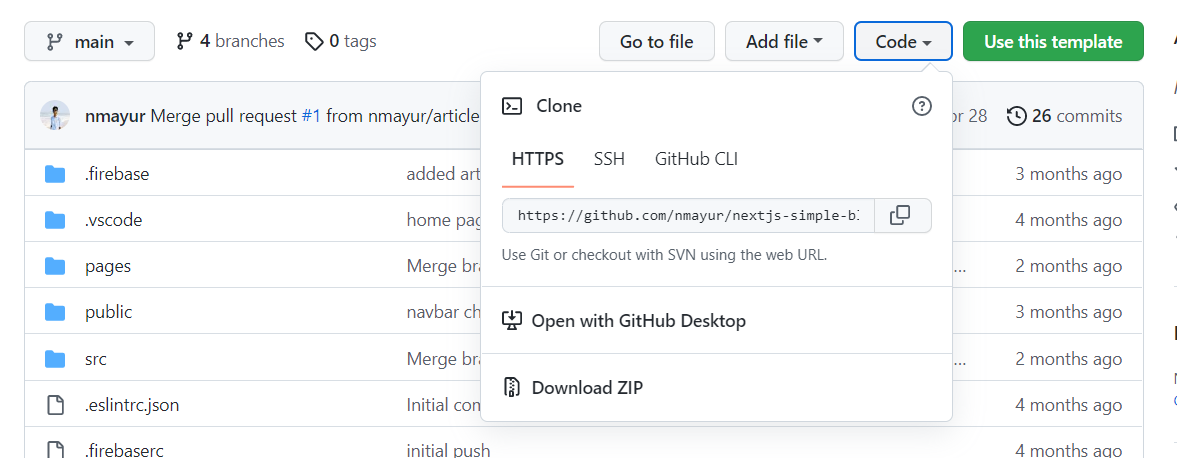 main 4 branches 0 tags Go to file Add file Code Use this template
nmayur Merge pull request #1 from nmayur/article 28 26 commits
Clone
HTTPS SSH GitHub CLI
https://github.com/nmayur/nextjs-simple-b
Use Git or checkout with SVN using the web URL.
Open with GitHub Desktop
Download ZIP
.firebase added art 3 months ago
.vscode home pag 4 months ago
pages Merge bra ... 2 months ago
public navbar ch 3 months ago
src Merge bra ... 2 months ago
.eslintrc.json Initial com 4 months ago
.firebaserc initial push 4 months ago